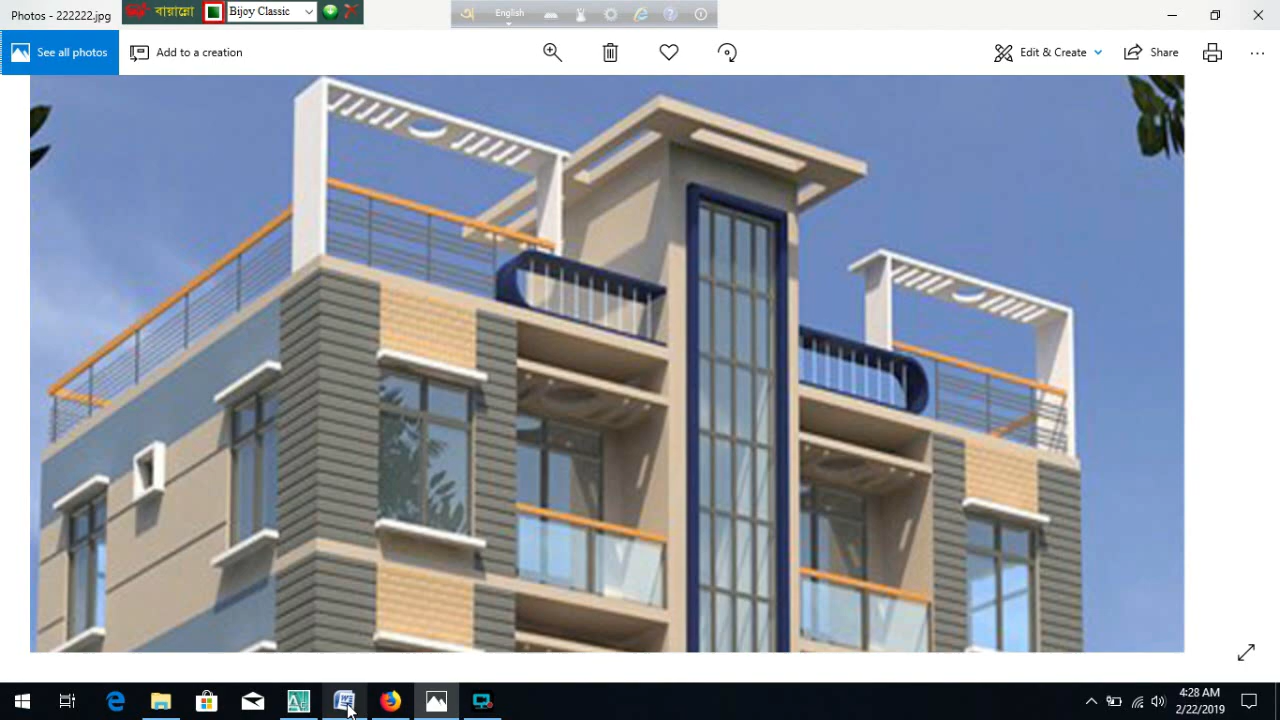 Photos - 222222.jpg
বায়ান্নো
Bijoy Classic
অ
English
See all photos
Add to a creation
Edit & Create
Share
4:28 AM
2/22/2019